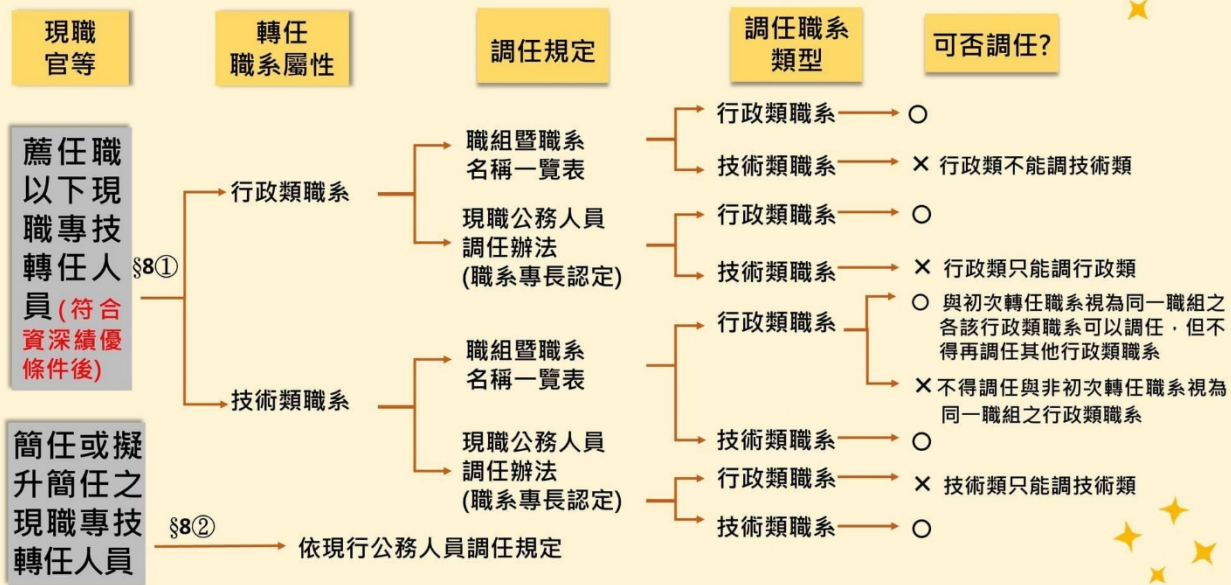 現職
官等
轉任
職系屬性
調任規定
調任職系
類型
可否調任?
薦任職
以下現
職專技
轉任人
員(符合
資深績優
條件後)
§8①
行政類職系
職組暨職系
名稱一覽表
行政類職系
○
技術類職系
× 行政類不能調技術類
現職公務人員
調任辦法
(職系專長認定)
行政類職系
○
技術類職系
× 行政類只能調行政類
技術類職系
職組暨職系
名稱一覽表
行政類職系
○ 與初次轉任職系視為同一職組之
各該行政類職系可以調任，但不
得再調任其他行政類職系
× 不得調任與非初次轉任職系視為
同一職組之行政類職系
技術類職系
○
現職公務人員
調任辦法
(職系專長認定)
行政類職系
× 技術類只能調技術類
技術類職系
○
簡任或擬
升簡任之
現職專技
轉任人員
§8②
依現行公務人員調任規定